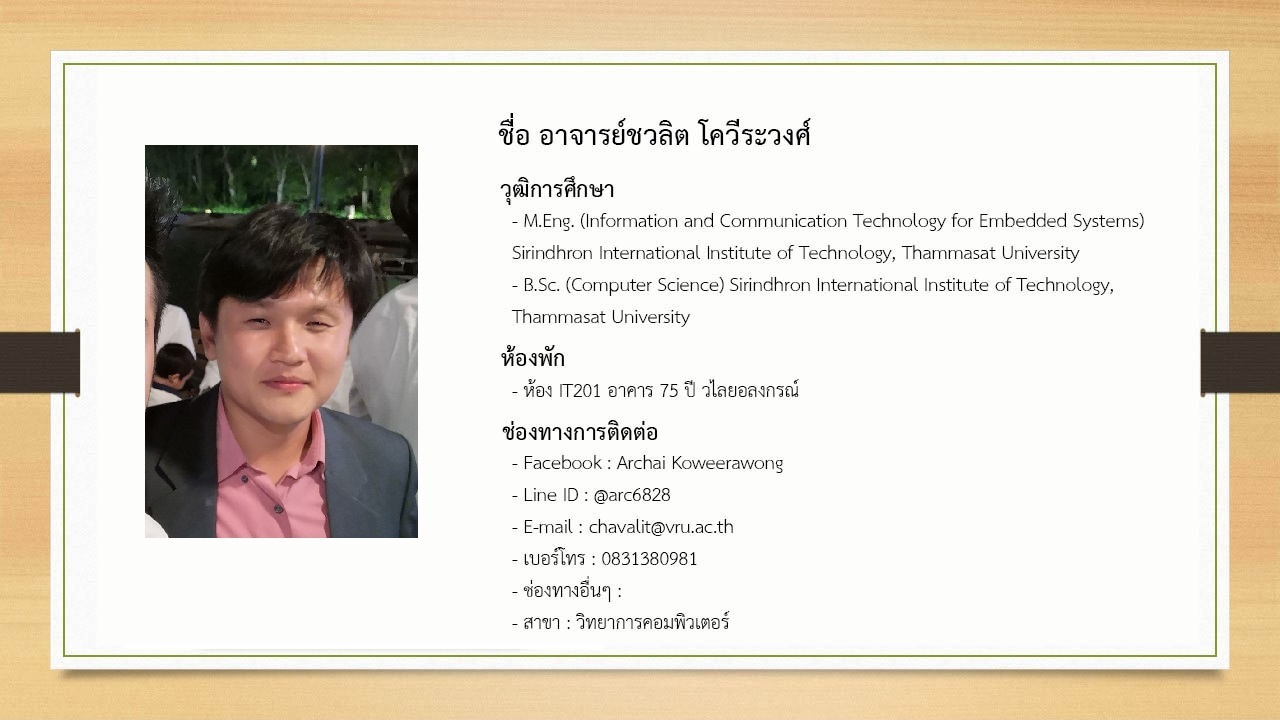 ชื่อ อาจารย์ชวลิต โควีระวงศ์
วุฒิการศึกษา
- M.Eng. (Information and Communication Technology for Embedded Systems)
Sirindhron International Institute of Technology, Thammasat University
- B.Sc. (Computer Science) Sirindhron International Institute of Technology,
Thammasat University
ห้องพัก
- ห้อง IT201 อาคาร 75 ปี วไลยอลงกรณ์
ช่องทางการติดต่อ
- Facebook : Archai Koweerawong
- Line ID : @arc6828
- E-mail : chavalit@vru.ac.th
- เบอร์โทร : 0831380981
- ช่องทางอื่นๆ :
- สาขา : วิทยาการคอมพิวเตอร์